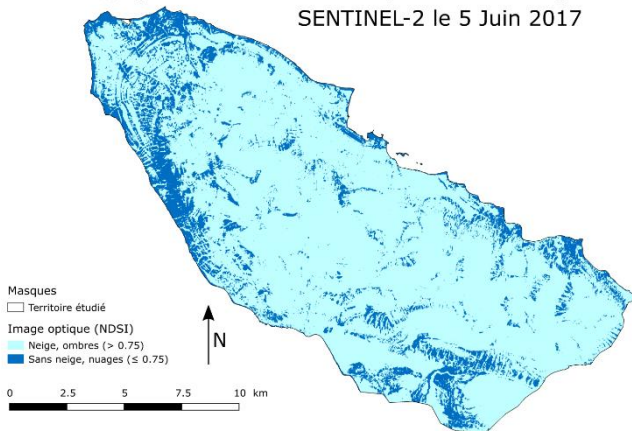 SENTINEL-2 le 5 Juin 2017
Masques
Territoire étudié
Image optique (NDSI)
Neige, ombres (> 0.75)
Sans neige, nuages (≤ 0.75)
N
0 2.5 5 7.5 10 km